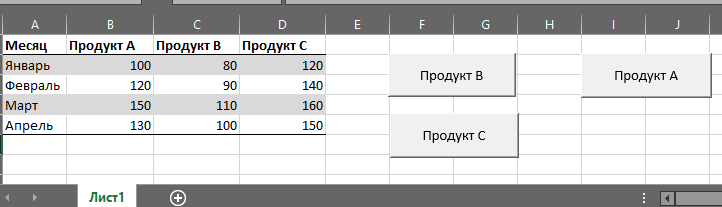 A B C D E F G H I J
Месяц Продукт A Продукт B Продукт C
Январь 100 80 120
Февраль 120 90 140
Март 150 110 160
Апрель 130 100 150
Продукт B
Продукт A
Продукт C
Лист1